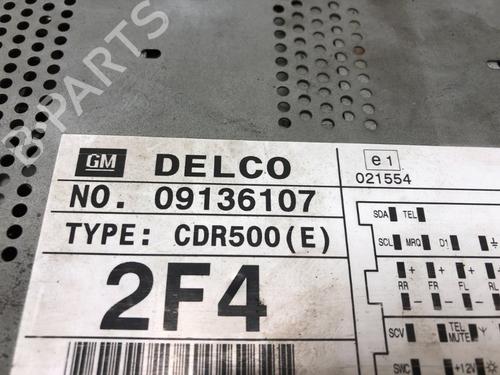 B-PARTS
GM DELCO
NO. 09136107
TYPE: CDR500(E)
2F4
e1
021554
SDA TEL
SCL MRQ D1
+ + + +
RR FR FL RL
- - - -
SCV TEL MUTE
SWC +12V